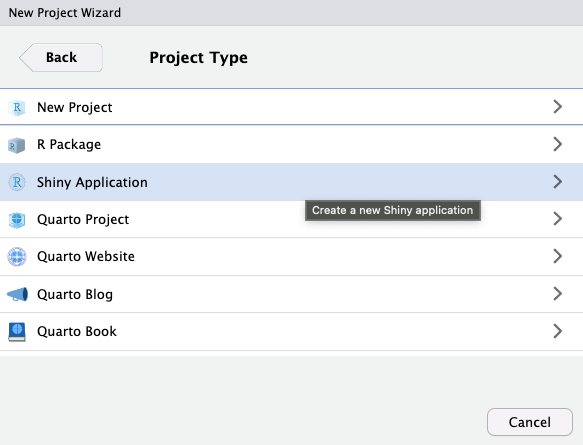 New Project Wizard
Back
Project Type
R New Project
R Package
R Shiny Application
Create a new Shiny application
Quarto Project
Quarto Website
Quarto Blog
Quarto Book
Cancel